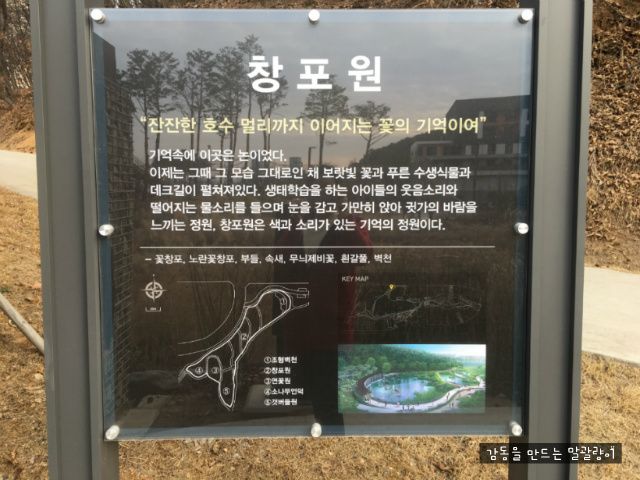 창포원
"잔잔한 호수 멀리까지 이어지는 꽃의 기억이여"
기억속에 이곳은 논이었다.
이제는 그때 그 모습 그대로인 채 보랏빛 꽃과 푸른 수생식물과
데크길이 펼쳐져있다. 생태학습을 하는 아이들의 웃음소리와
떨어지는 물소리를 들으며 눈을 감고 가만히 앉아 귓가의 바람을
느끼는 정원, 창포원은 색과 소리가 있는 기억의 정원이다.
- 꽃창포, 노란꽃창포, 부들, 속새, 무늬제비꽃, 흰갈풀, 벽천
KEY MAP
②
④
③
⑤
①조형벽천
②창포원
③연꽃원
④소나무언덕
⑤갯버들원
감동을 만드는 말괄량이